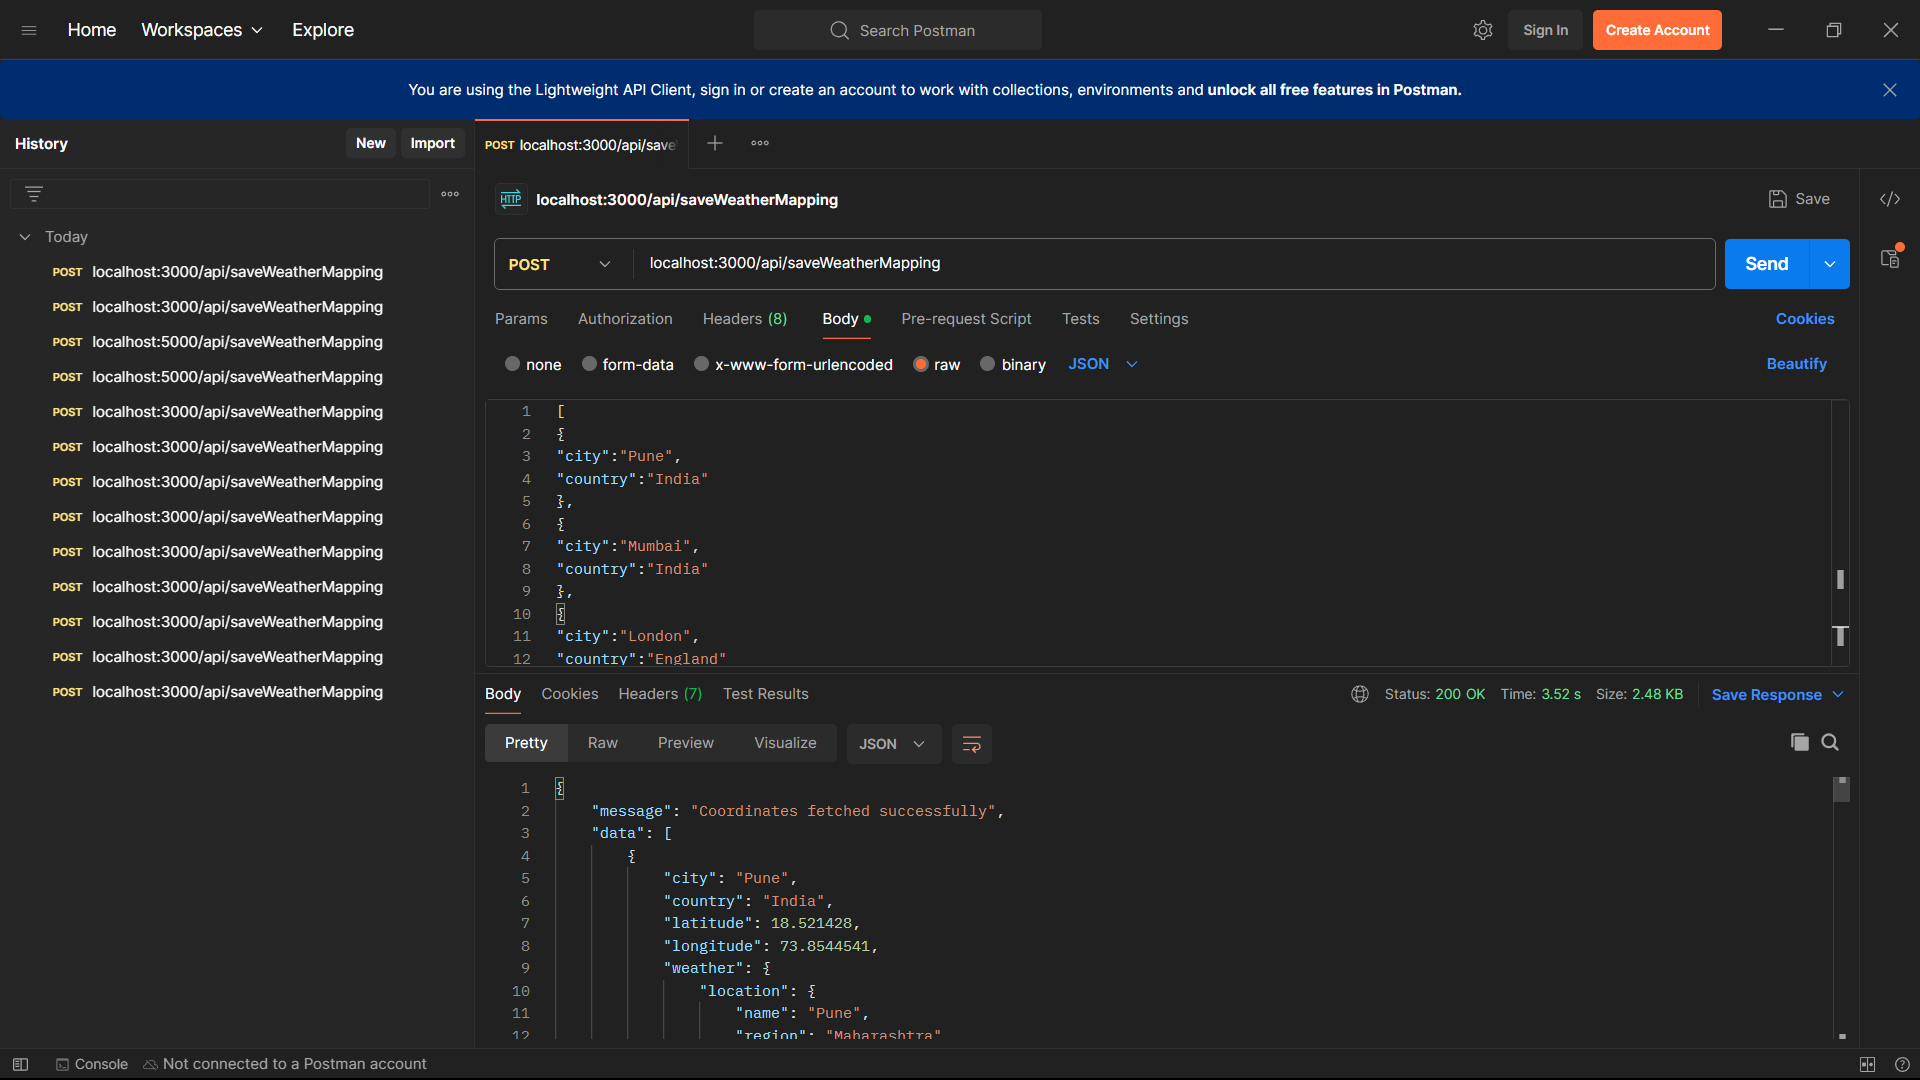 Home Workspaces Explore Search Postman Sign In Create Account
You are using the Lightweight API Client, sign in or create an account to work with collections, environments and unlock all free features in Postman.
History New Import
Today
POST localhost:3000/api/saveWeatherMapping
POST localhost:3000/api/saveWeatherMapping
POST localhost:5000/api/saveWeatherMapping
POST localhost:5000/api/saveWeatherMapping
POST localhost:3000/api/saveWeatherMapping
POST localhost:3000/api/saveWeatherMapping
POST localhost:3000/api/saveWeatherMapping
POST localhost:3000/api/saveWeatherMapping
POST localhost:3000/api/saveWeatherMapping
POST localhost:3000/api/saveWeatherMapping
POST localhost:3000/api/saveWeatherMapping
POST localhost:3000/api/saveWeatherMapping
POST localhost:3000/api/saveWeatherMapping
POST localhost:3000/api/save
HTTP localhost:3000/api/saveWeatherMapping Save </>
POST localhost:3000/api/saveWeatherMapping Send
Params Authorization Headers (8) Body Pre-request Script Tests Settings Cookies
none form-data x-www-form-urlencoded raw binary JSON Beautify
1 [
2 {
3 "city":"Pune",
4 "country":"India"
5 },
6 {
7 "city":"Mumbai",
8 "country":"India"
9 },
10 {
11 "city":"London",
12 "country":"England"
Body Cookies Headers (7) Test Results Status: 200 OK Time: 3.52 s Size: 2.48 KB Save Response
Pretty Raw Preview Visualize JSON
1 {
2 "message": "Coordinates fetched successfully",
3 "data": [
4 {
5 "city": "Pune",
6 "country": "India",
7 "latitude": 18.521428,
8 "longitude": 73.8544541,
9 "weather": {
10 "location": {
11 "name": "Pune",
12 "region": "Maharashtra"
Console Not connected to a Postman account